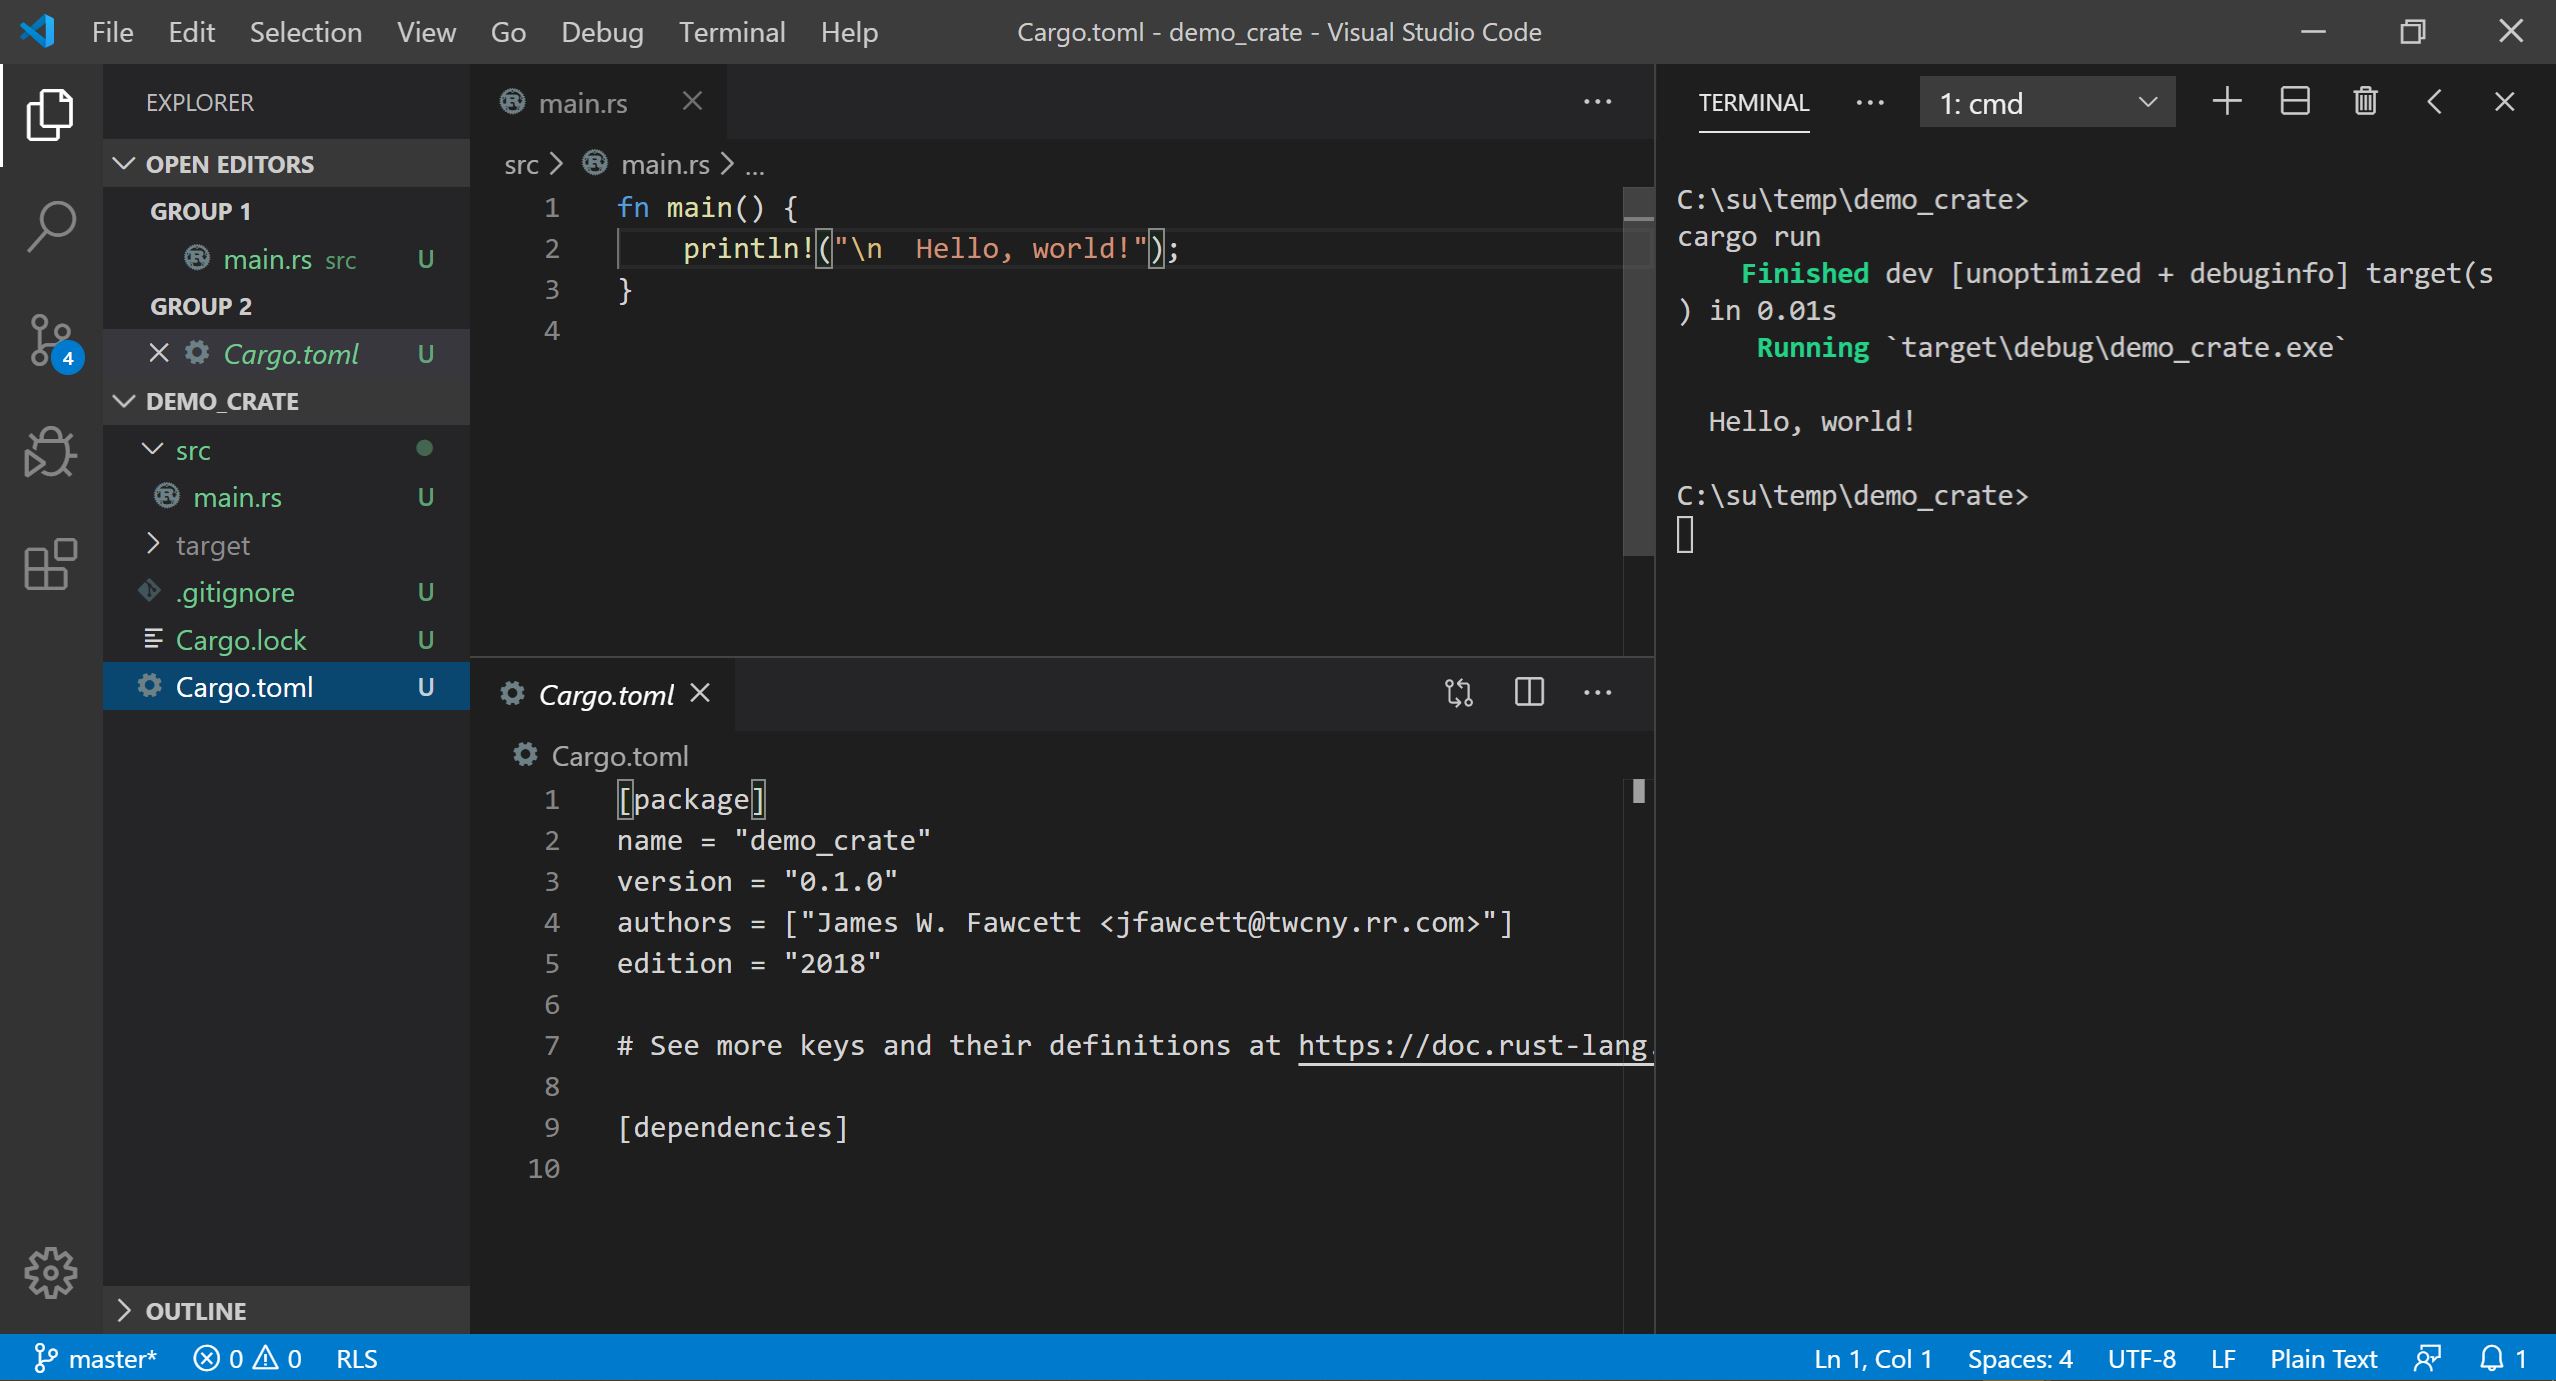 File Edit Selection View Go Debug Terminal Help Cargo.toml - demo_crate - Visual Studio Code
EXPLORER
OPEN EDITORS
GROUP 1
main.rs src U
GROUP 2
Cargo.toml U
DEMO_CRATE
src
main.rs U
target
.gitignore U
Cargo.lock U
Cargo.toml U
OUTLINE
4
main.rs
src > main.rs > ...
1 fn main() {
2     println!("\n  Hello, world!");
3 }
4
Cargo.toml
Cargo.toml
1 [package]
2 name = "demo_crate"
3 version = "0.1.0"
4 authors = ["James W. Fawcett <jfawcett@twcny.rr.com>"]
5 edition = "2018"
6
7 # See more keys and their definitions at https://doc.rust-lang.
8
9 [dependencies]
10
TERMINAL ... 1: cmd
C:\su\temp\demo_crate>
cargo run
    Finished dev [unoptimized + debuginfo] target(s
) in 0.01s
     Running `target\debug\demo_crate.exe`
  Hello, world!
C:\su\temp\demo_crate>
master* 0 0 RLS Ln 1, Col 1 Spaces: 4 UTF-8 LF Plain Text 1